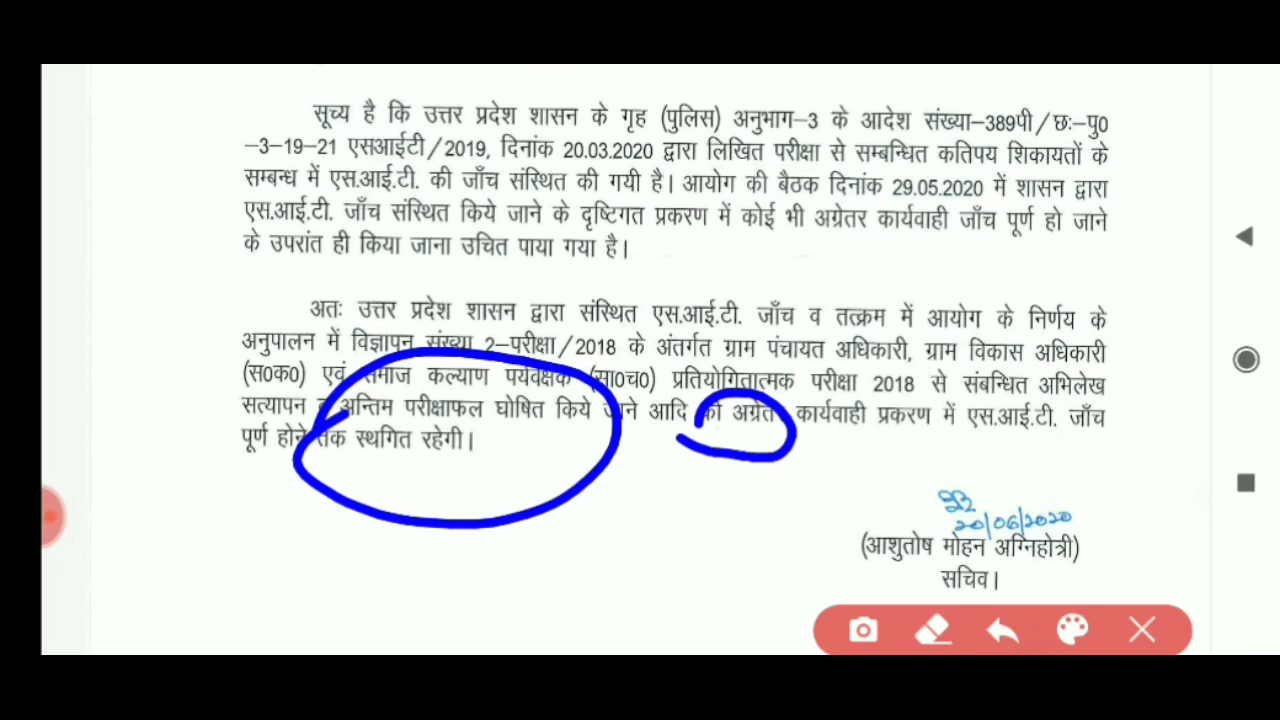 सूच्य है कि उत्तर प्रदेश शासन के गृह (पुलिस) अनुभाग–3 के आदेश संख्या–389पी/छः–पु0
–3–19–21 एसआईटी/2019, दिनांक 20.03.2020 द्वारा लिखित परीक्षा से सम्बन्धित कतिपय शिकायतों के
सम्बन्ध में एस.आई.टी. की जाँच संस्थित की गयी है। आयोग की बैठक दिनांक 29.05.2020 में शासन द्वारा
एस.आई.टी. जाँच संस्थित किये जाने के दृष्टिगत प्रकरण में कोई भी अग्रेतर कार्यवाही जाँच पूर्ण हो जाने
के उपरांत ही किया जाना उचित पाया गया है।
अतः उत्तर प्रदेश शासन द्वारा संस्थित एस.आई.टी. जाँच व तत्क्रम में आयोग के निर्णय के
अनुपालन में विज्ञापन संख्या 2–परीक्षा/2018 के अंतर्गत ग्राम पंचायत अधिकारी, ग्राम विकास अधिकारी
(स0क0) एवं समाज कल्याण पर्यवेक्षक (सा0च0) प्रतियोगितात्मक परीक्षा 2018 से संबन्धित अभिलेख
सत्यापन व अन्तिम परीक्षाफल घोषित किये जाने आदि की अग्रेतर कार्यवाही प्रकरण में एस.आई.टी. जाँच
पूर्ण होने तक स्थगित रहेगी।
20/06/2020
(आशुतोष मोहन अग्निहोत्री)
सचिव।